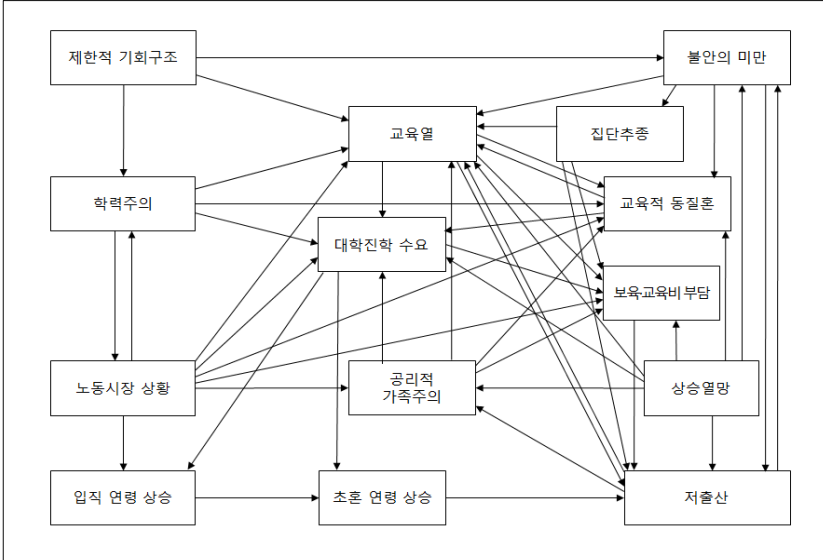 제한적 기회구조
불안의 미만
교육열
집단추종
학력주의
교육적 동질혼
대학진학 수요
보육·교육비 부담
노동시장 상황
공리적
가족주의
상승열망
입직 연령 상승
초혼 연령 상승
저출산